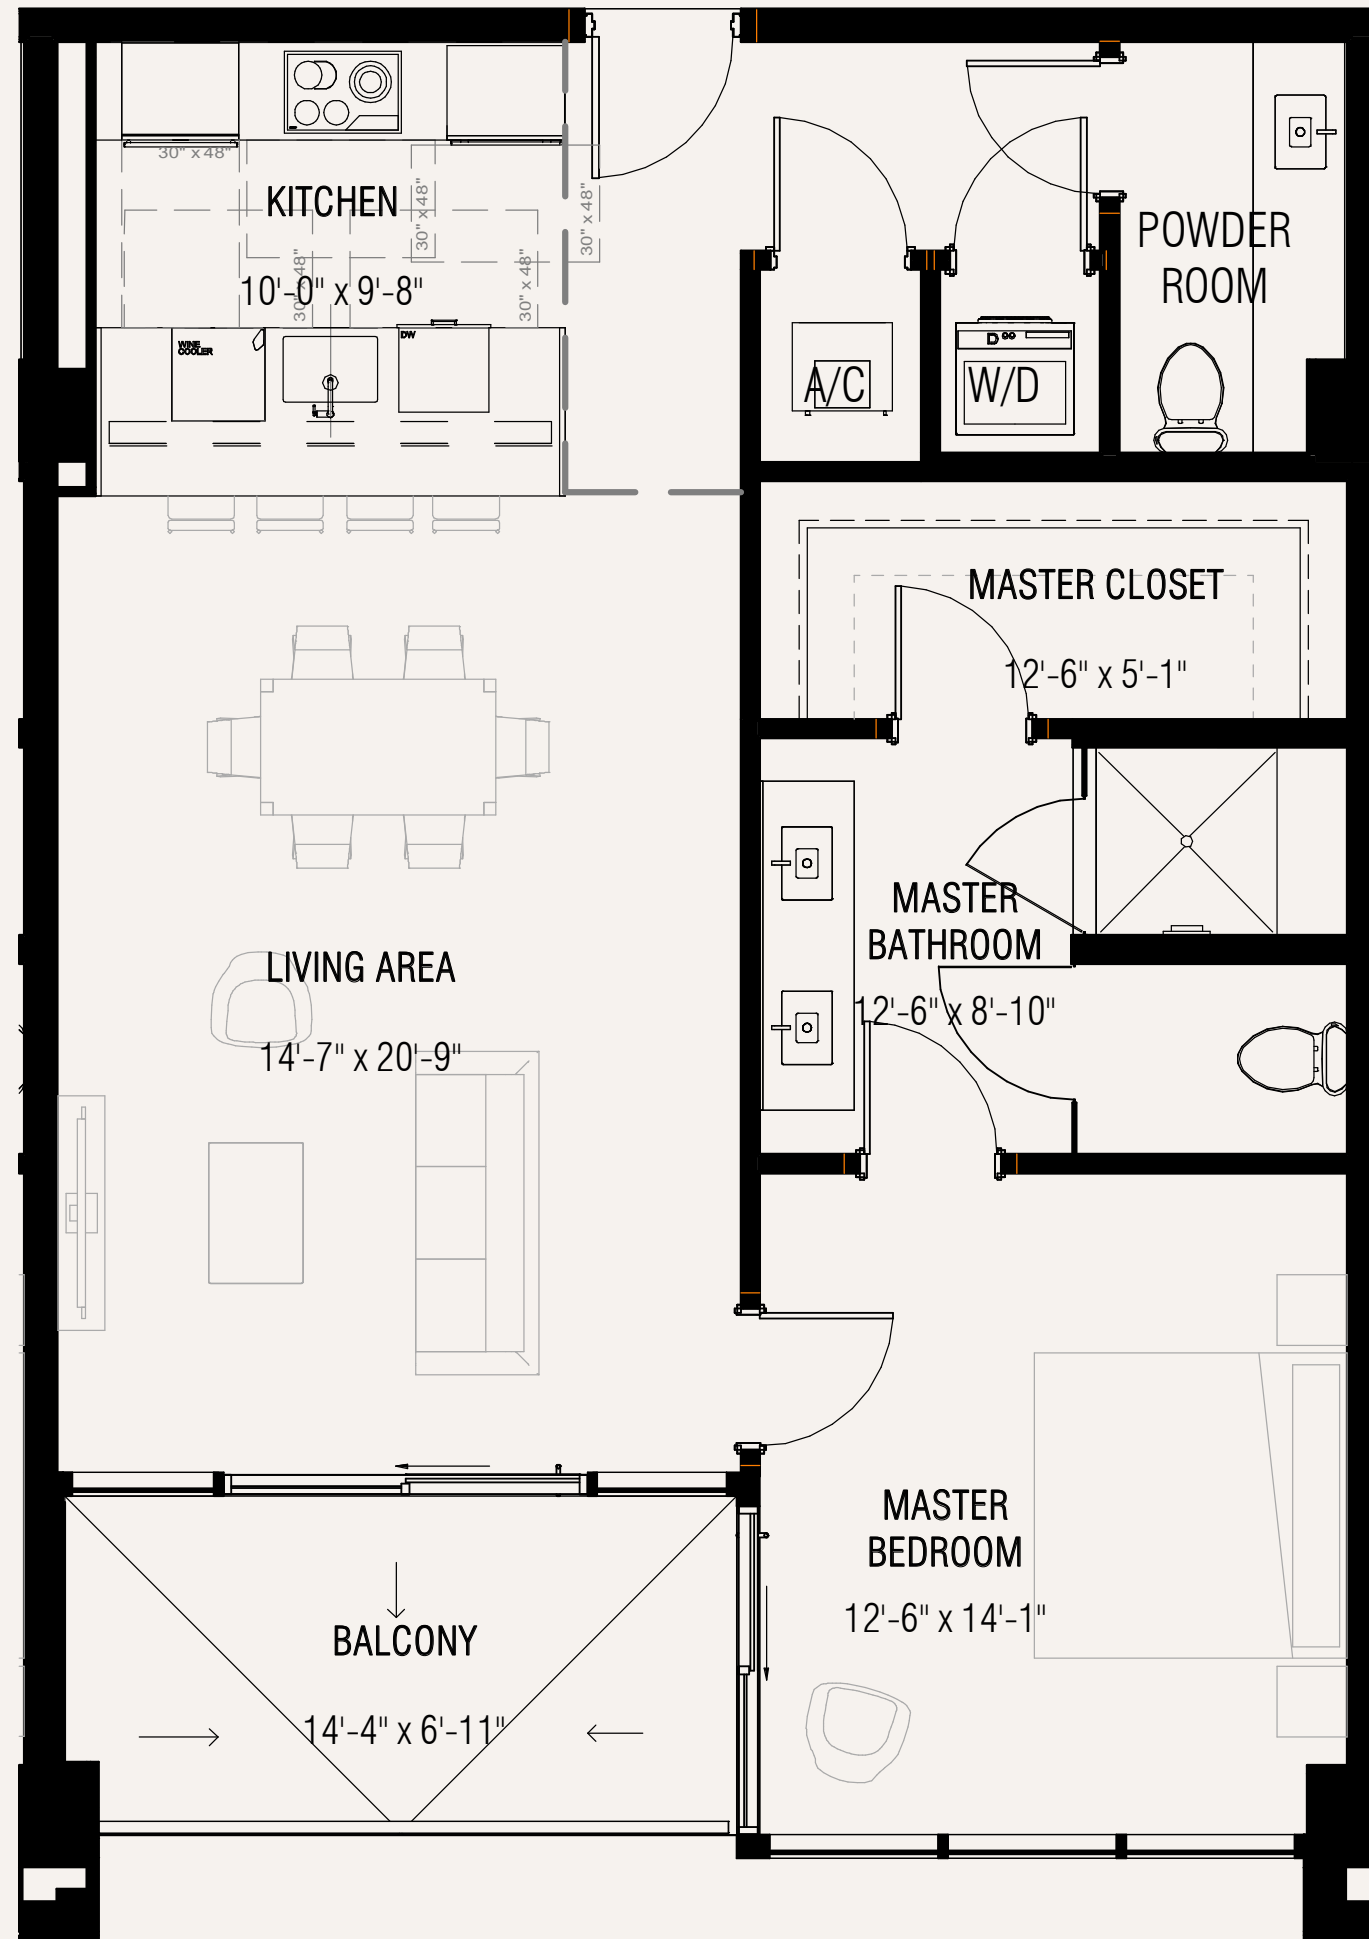 30" x 48"
KITCHEN
30" x 48"
30" x 48"
10'-0" x 9'-8"
30" x 48"
30" x 48"
WINE
COOLER
DW
POWDER
ROOM
A/C
D
W/D
MASTER CLOSET
12'-6" x 5'-1"
MASTER
BATHROOM
12'-6" x 8'-10"
LIVING AREA
14'-7" x 20'-9"
MASTER
BEDROOM
12'-6" x 14'-1"
BALCONY
14'-4" x 6'-11"